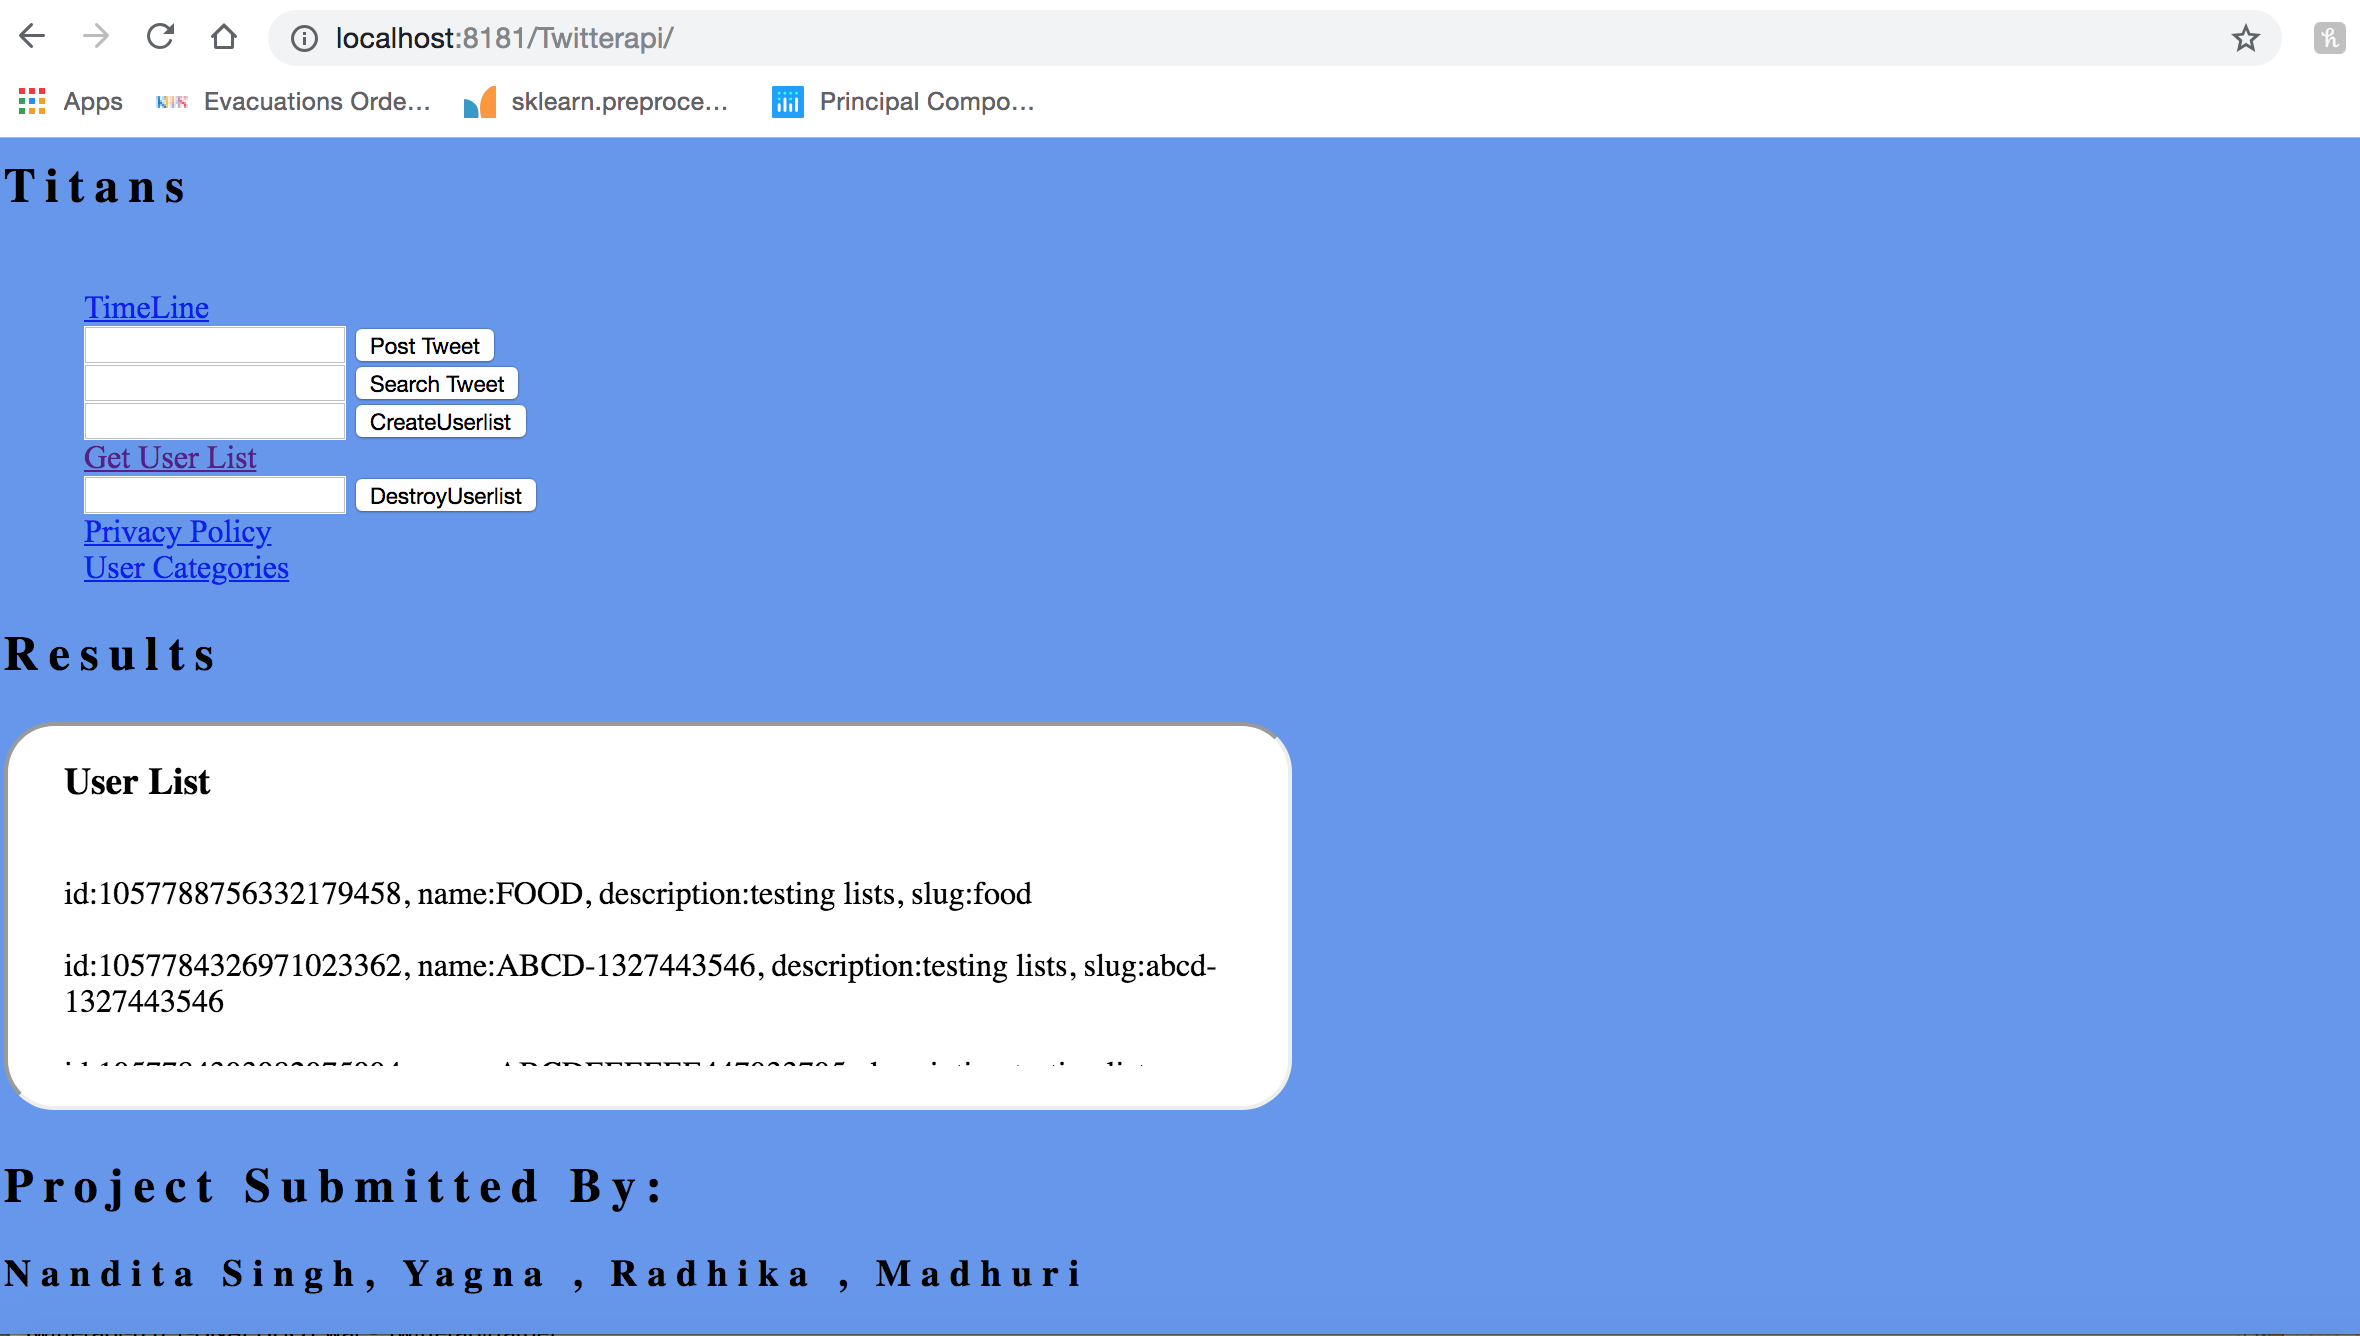 localhost:8181/Twitterapi/
Apps
Evacuations Orde...
sklearn.preproce...
Principal Compo...
Titans
TimeLine
Post Tweet
Search Tweet
CreateUserlist
Get User List
DestroyUserlist
Privacy Policy
User Categories
Results
User List
id:1057788756332179458, name:FOOD, description:testing lists, slug:food
id:1057784326971023362, name:ABCD-1327443546, description:testing lists, slug:abcd-
1327443546
Project Submitted By:
Nandita Singh, Yagna , Radhika , Madhuri